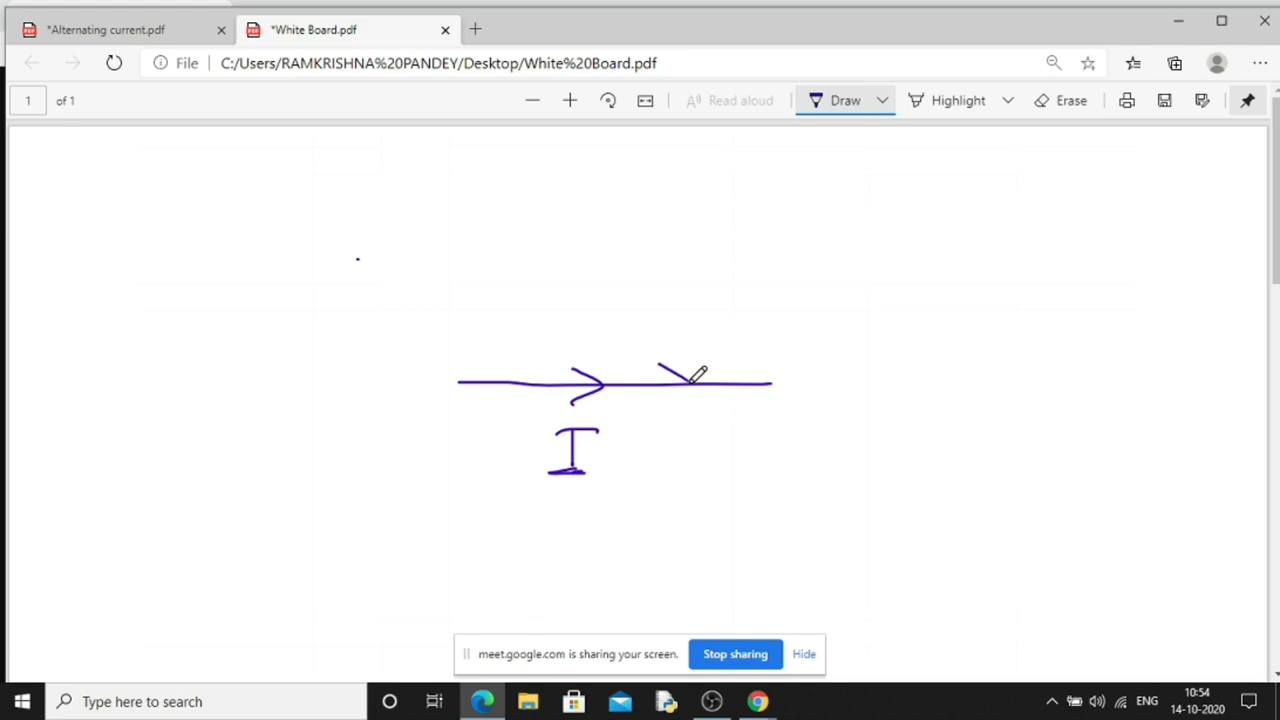 *Alternating current.pdf
*White Board.pdf
File
C:/Users/RAMKRISHNA%20PANDEY/Desktop/White%20Board.pdf
1 of 1
Read aloud
Draw
Highlight
Erase
I
meet.google.com is sharing your screen.
Stop sharing
Hide
Type here to search
ENG
10:54
14-10-2020